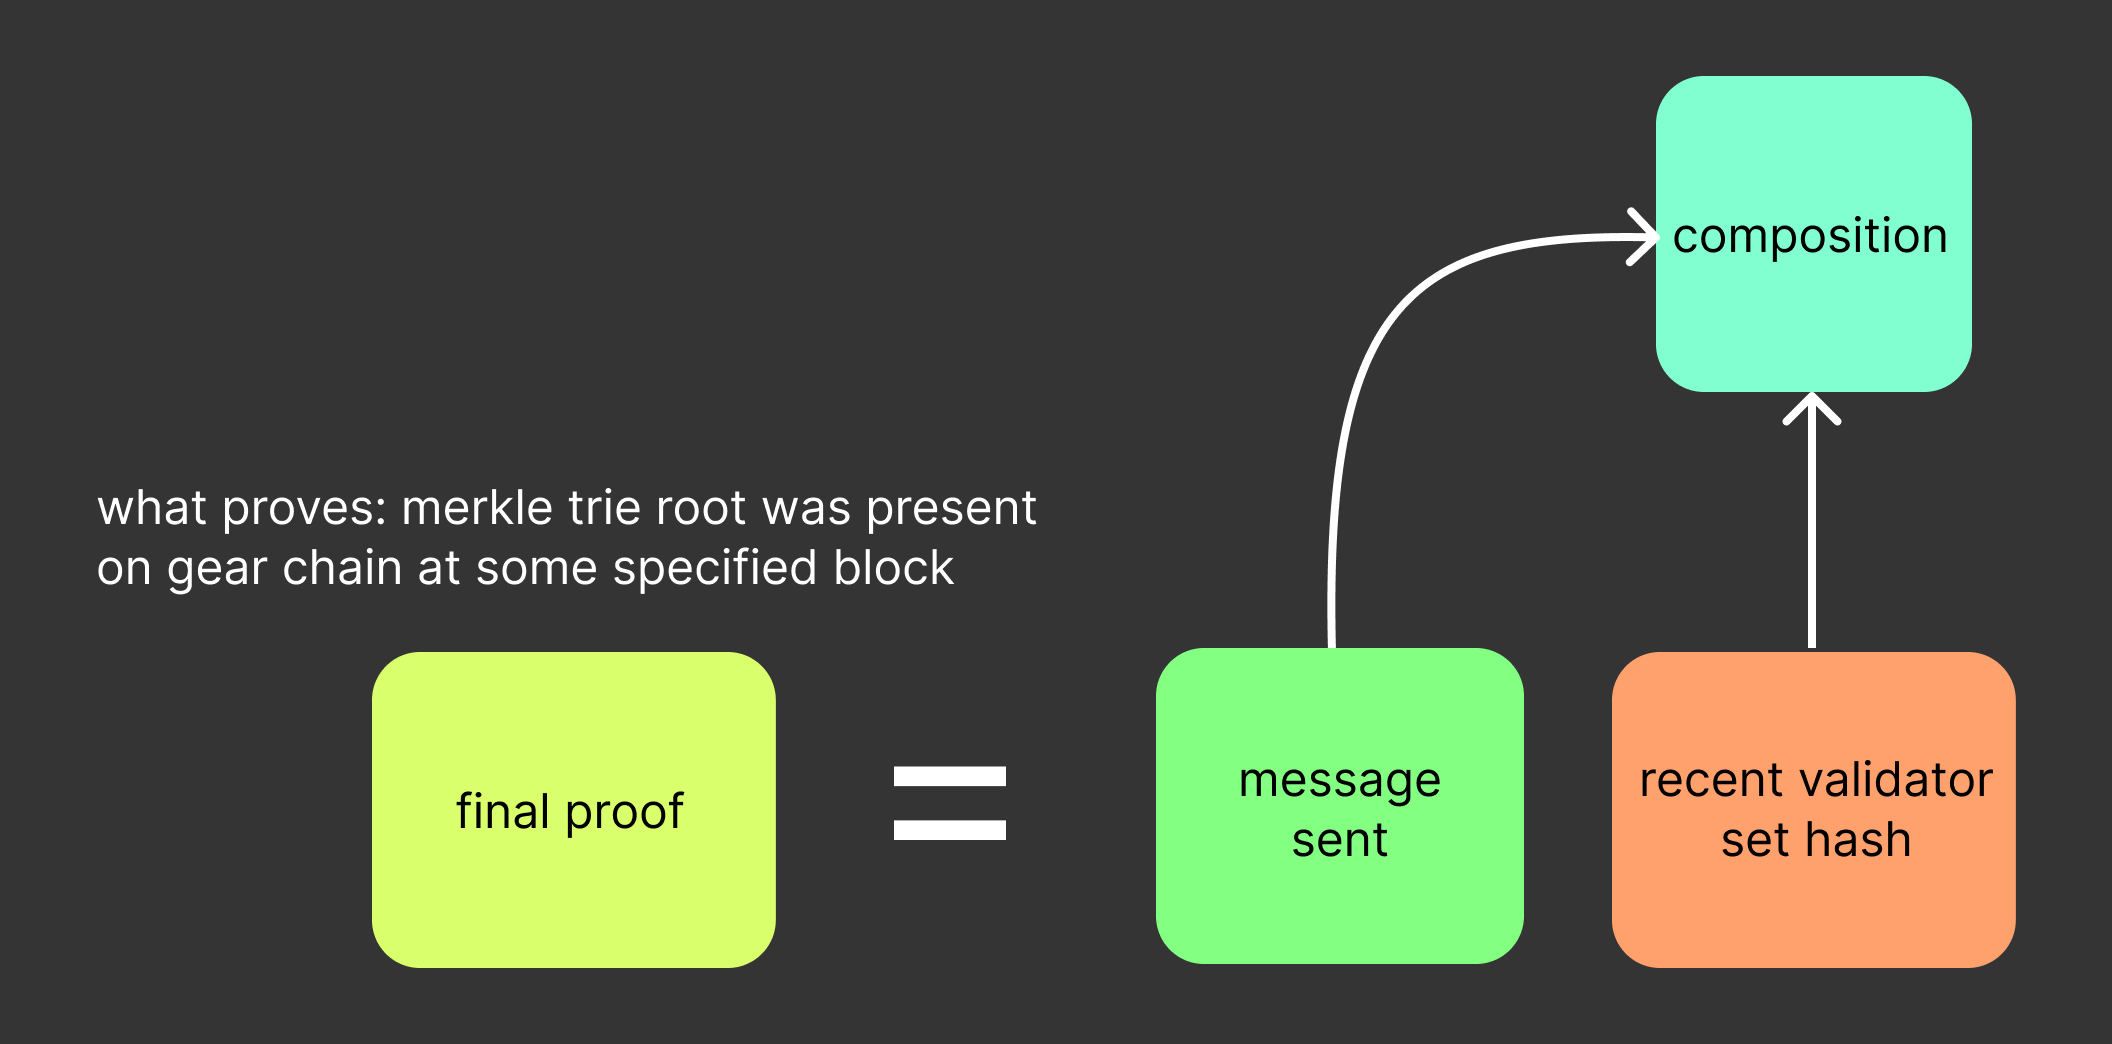 composition
what proves: merkle trie root was present
on gear chain at some specified block
final proof
=
message
sent
recent validator
set hash